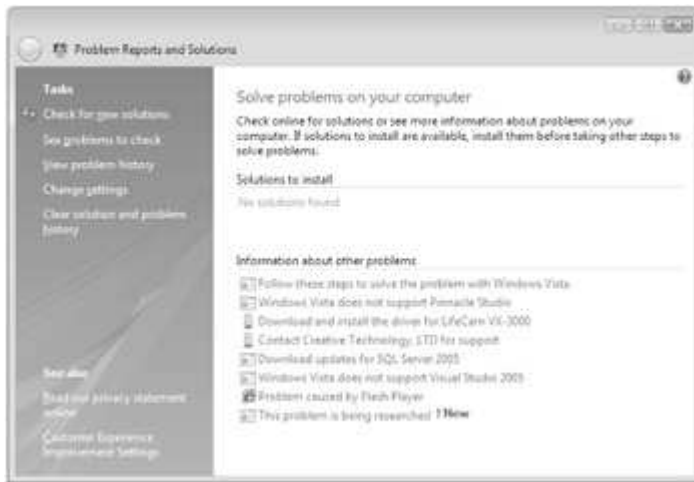 Problem Reports and Solutions
Tasks
Check for new solutions
See problems to check
View problem history
Change settings
Clear solution and problem
history
See also
Read our privacy statement
online
Customer Experience
Improvement Settings
Solve problems on your computer
Check online for solutions or see more information about problems on your
computer. If solutions to install are available, install them before taking other steps to
solve problems.
Solutions to install
No solutions found
Information about other problems
Follow these steps to solve the problem with Windows Vista
Windows Vista does not support Pinnacle Studio
Download and install the driver for LifeCam VX-3000
Contact Creative Technology, LTD for support
Download updates for SQL Server 2005
Windows Vista does not support Visual Studio 2005
Problem caused by Flash Player
This problem is being researched ! New